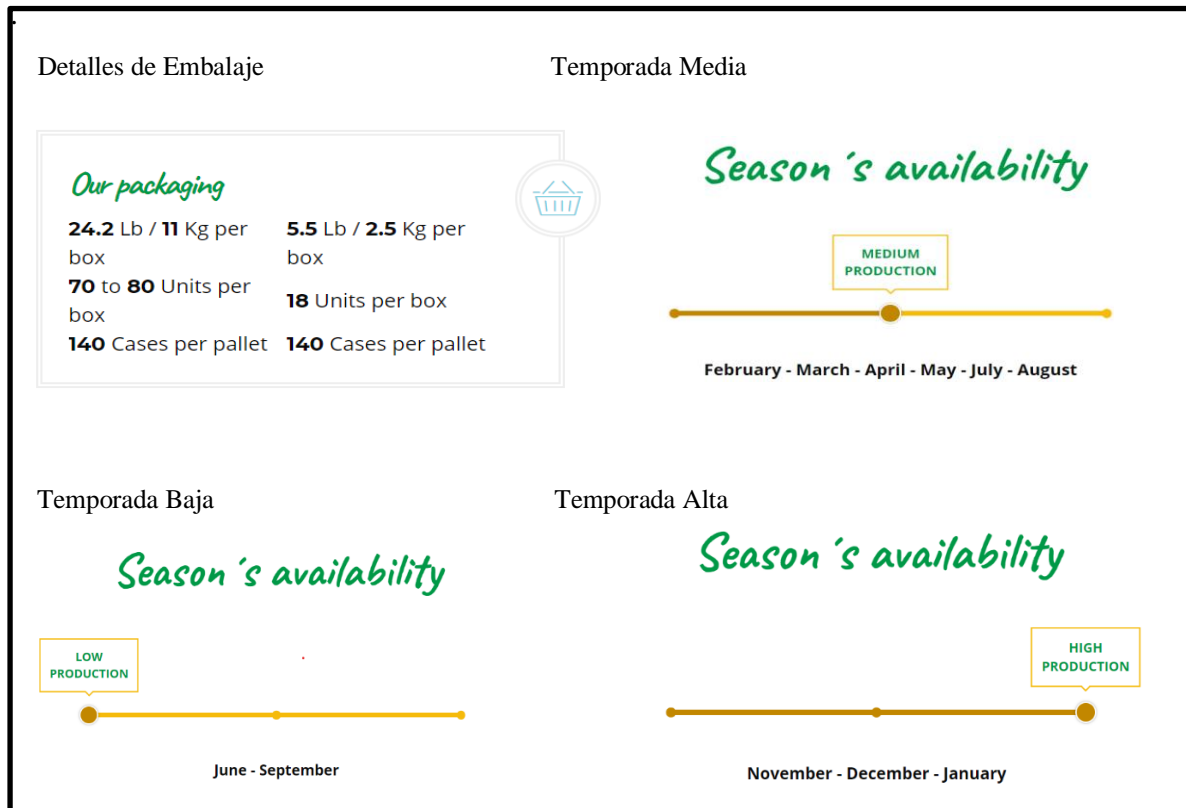 Detalles de Embalaje
Our packaging
24.2 Lb / 11 Kg per
box
70 to 80 Units per
box
140 Cases per pallet
5.5 Lb / 2.5 Kg per
box
18 Units per box
140 Cases per pallet
Temporada Media
Season ´s availability
MEDIUM
PRODUCTION
February - March - April - May - July - August
Temporada Baja
Season ´s availability
LOW
PRODUCTION
June - September
Temporada Alta
Season ´s availability
HIGH
PRODUCTION
November - December - January